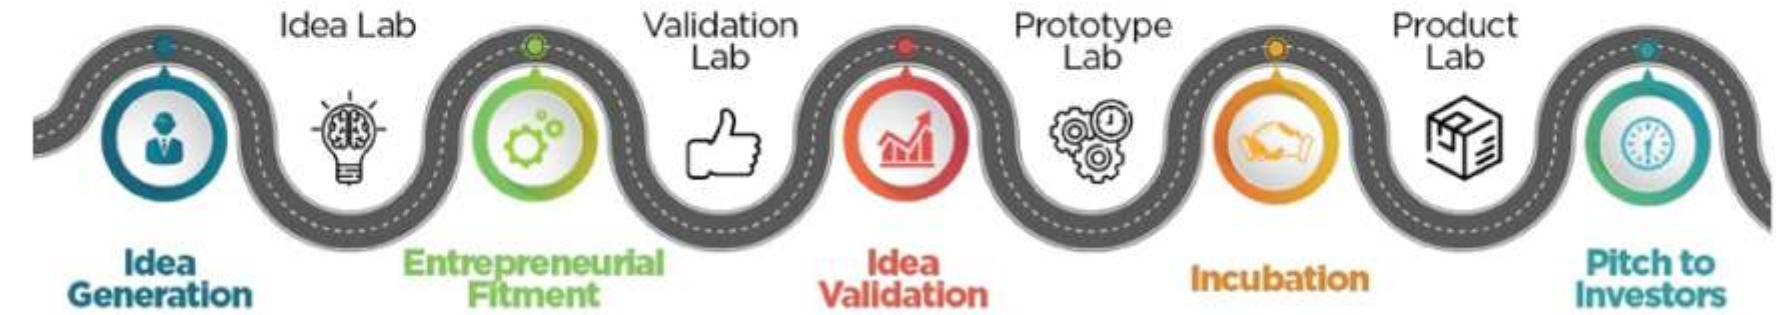 Idea Lab
Validation
Lab
Prototype
Lab
Product
Lab
Idea
Generation
Entrepreneurial
Fitment
Idea
Validation
Incubation
Pitch to
Investors